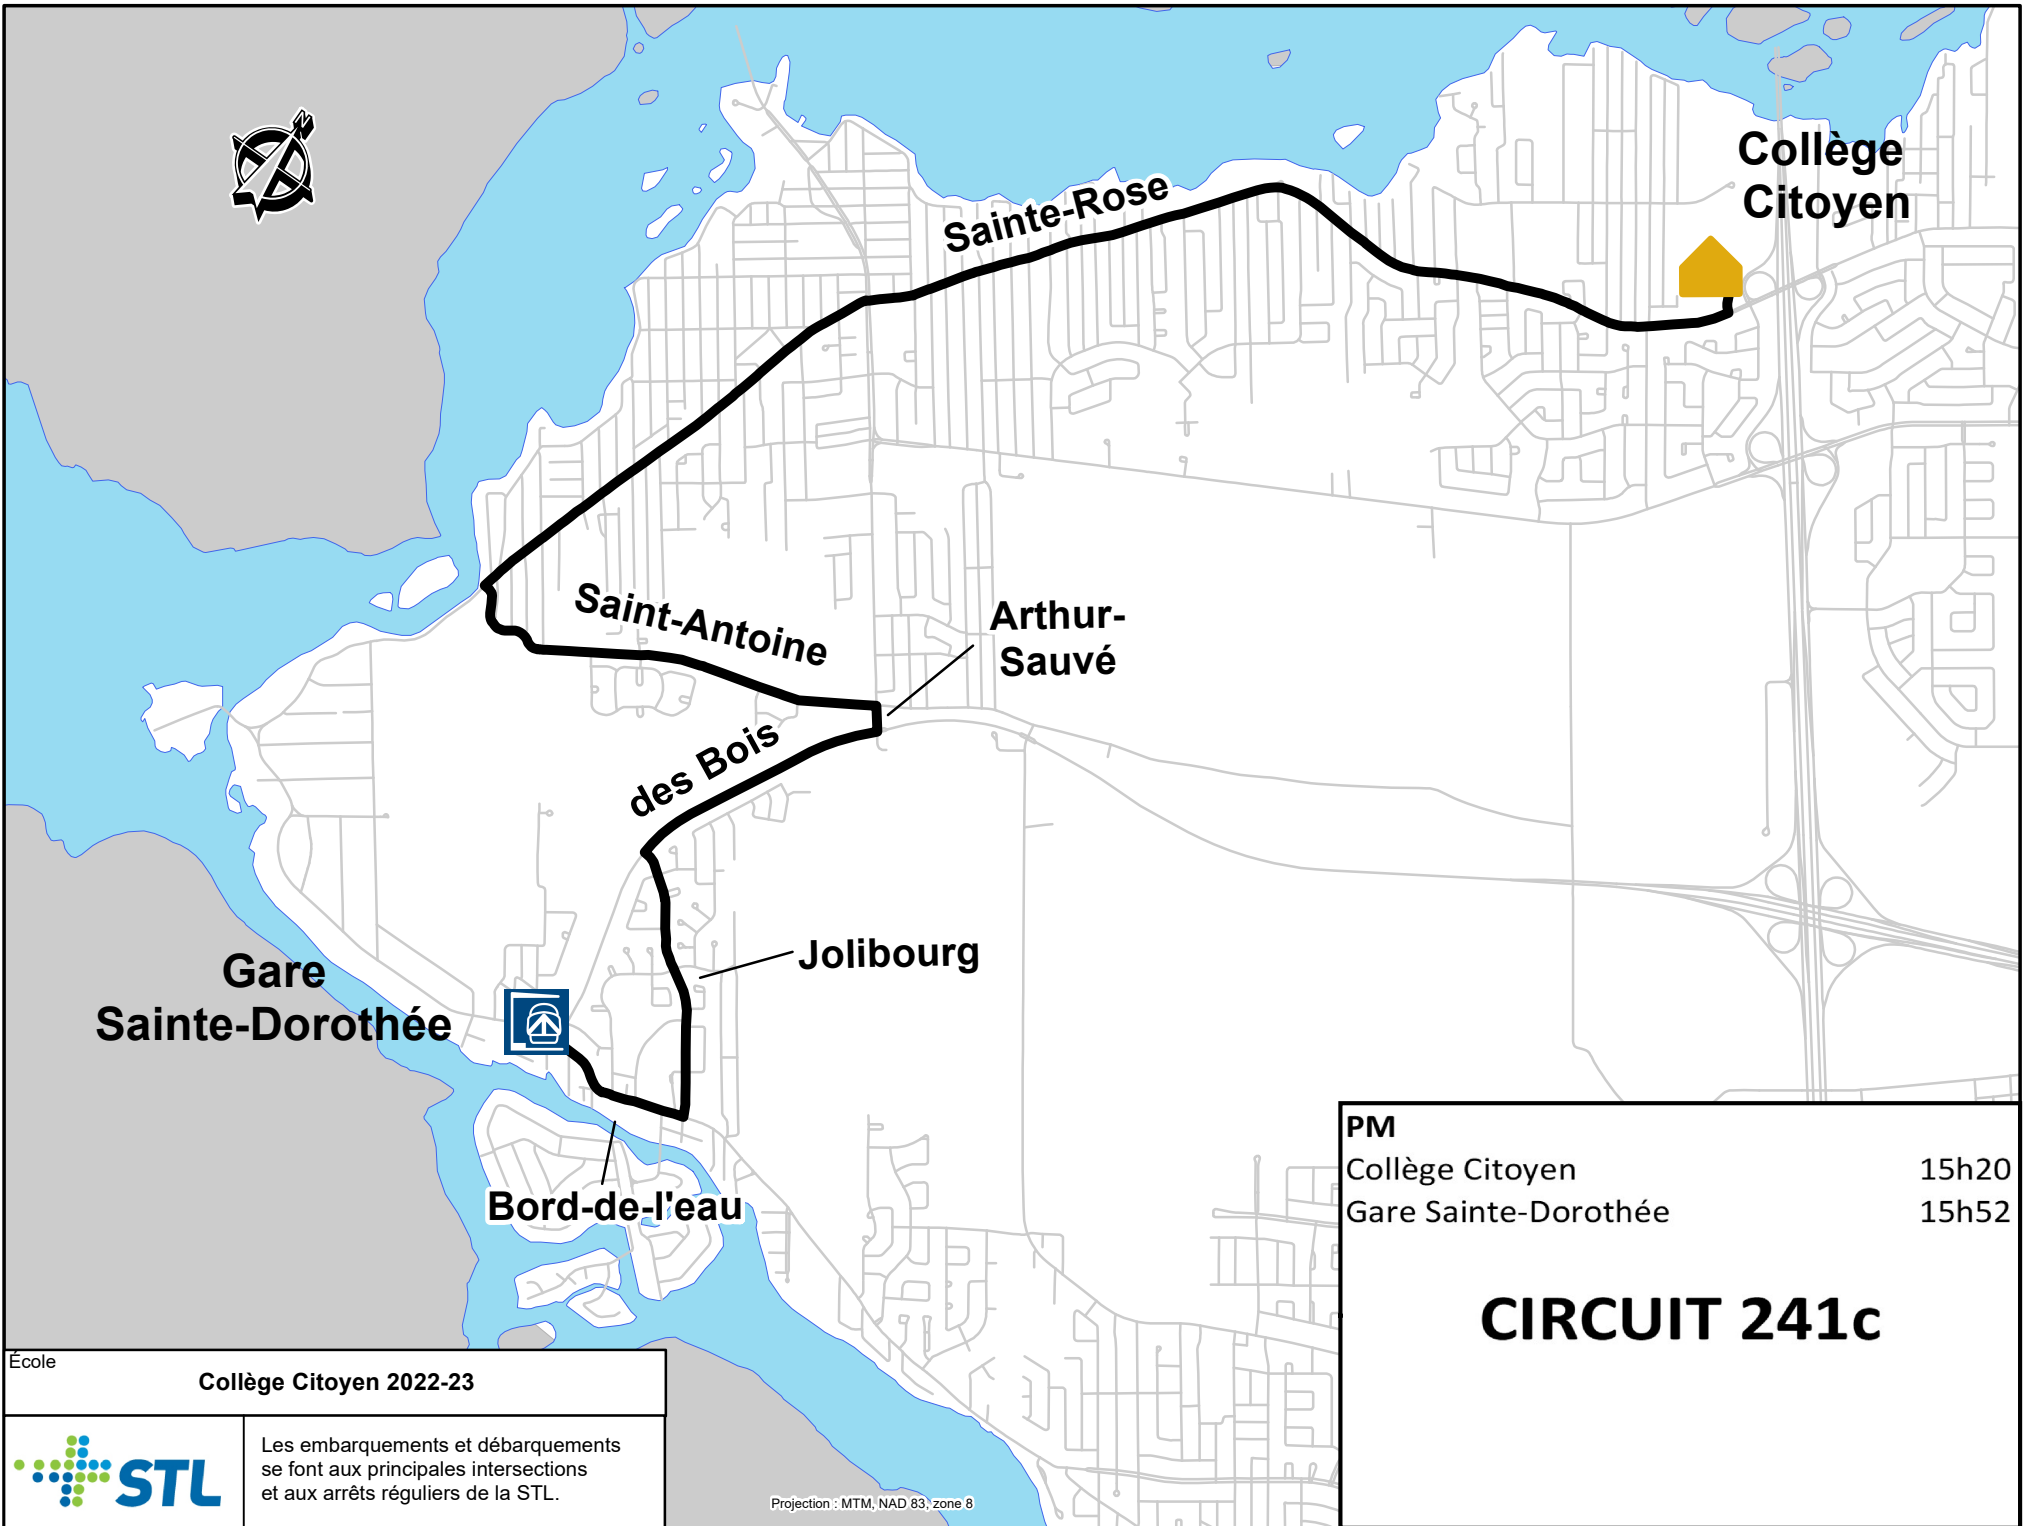 N
Collège
Citoyen
Sainte-Rose
Saint-Antoine
Arthur-
Sauvé
des Bois
Jolibourg
Gare
Sainte-Dorothée
Bord-de-l'eau
PM
Collège Citoyen 15h20
Gare Sainte-Dorothée 15h52
CIRCUIT 241c
École
Collège Citoyen 2022-23
STL
Les embarquements et débarquements
se font aux principales intersections
et aux arrêts réguliers de la STL.
Projection : MTM, NAD 83, zone 8